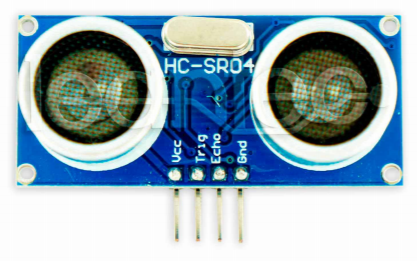 HC-SR04
Vcc
Trig
Echo
Gnd